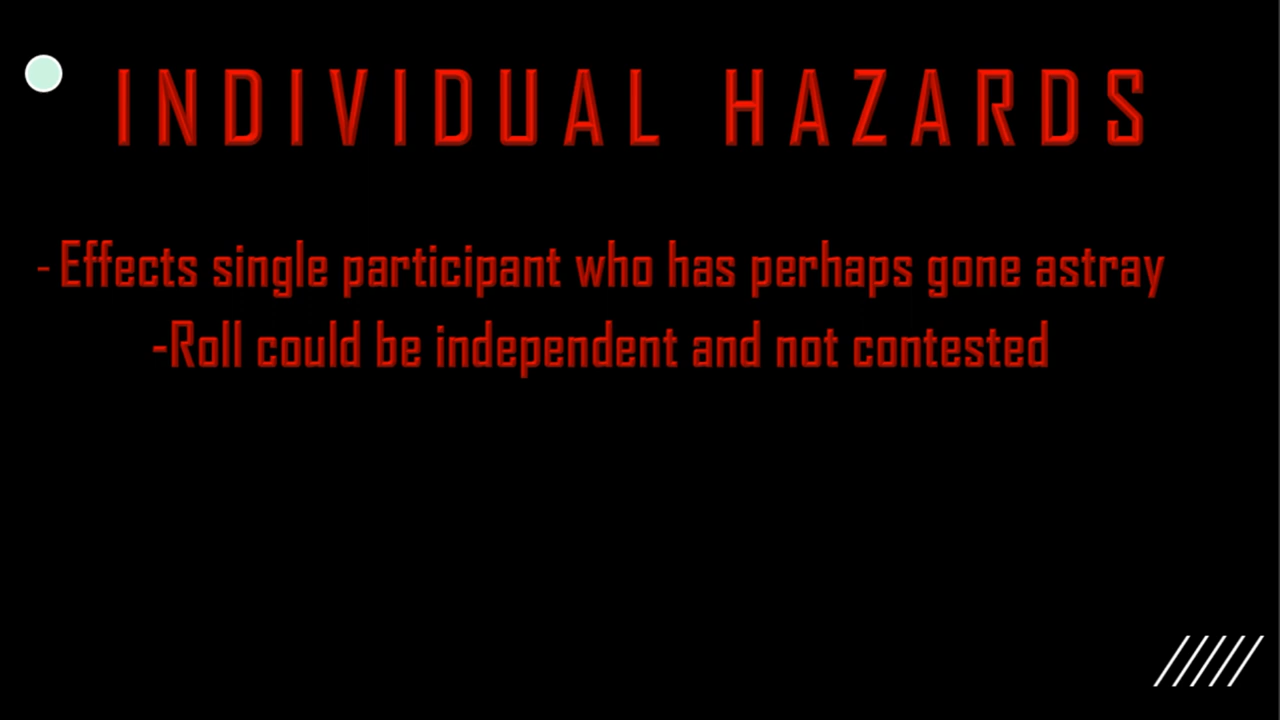 INDIVIDUAL HAZARDS
- Effects single participant who has perhaps gone astray
-Roll could be independent and not contested